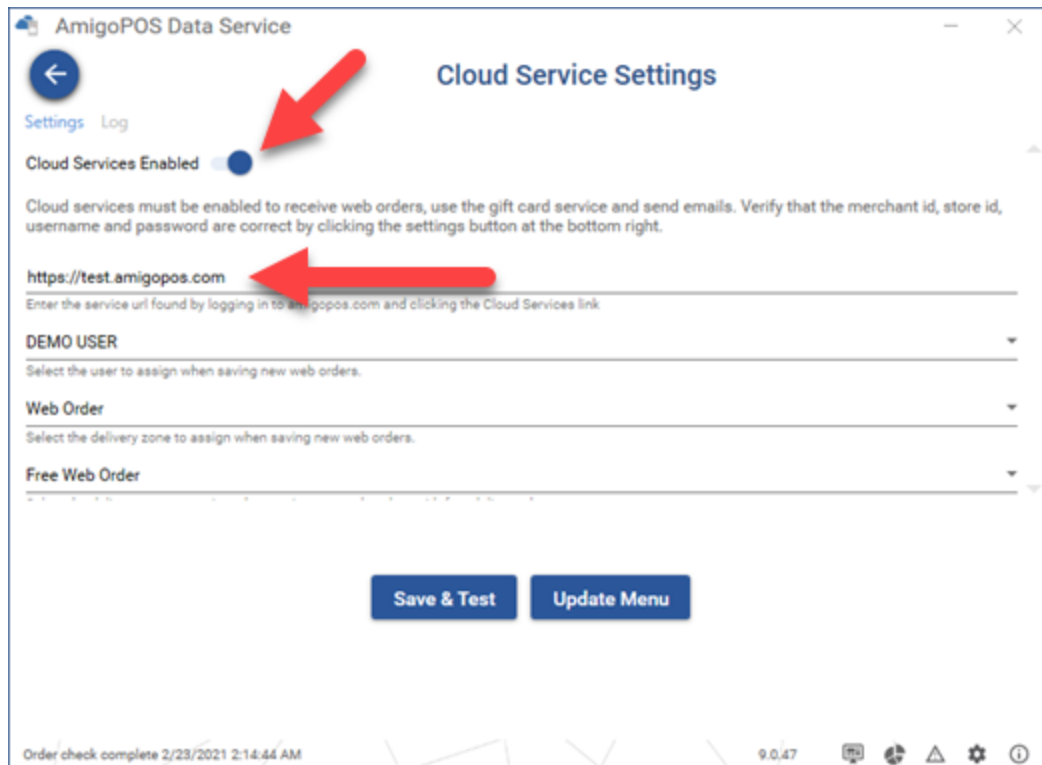 AmigoPOS Data Service
Cloud Service Settings
Settings Log
Cloud Services Enabled
Cloud services must be enabled to receive web orders, use the gift card service and send emails. Verify that the merchant id, store id,
username and password are correct by clicking the settings button at the bottom right.
https://test.amigopos.com
Enter the service url found by logging in to amigopos.com and clicking the Cloud Services link
DEMO USER
Select the user to assign when saving new web orders.
Web Order
Select the delivery zone to assign when saving new web orders.
Free Web Order
Save & Test Update Menu
Order check complete 2/23/2021 2:14:44 AM 9.0.47